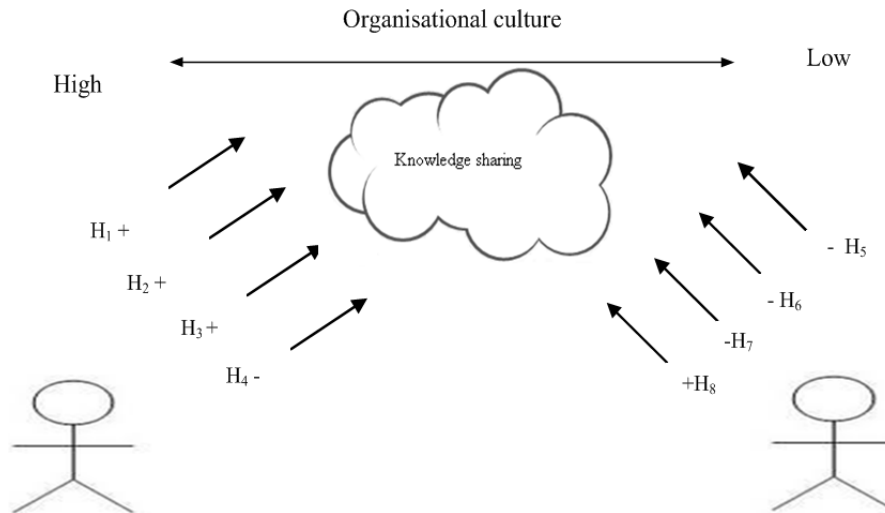 Organisational culture
High
Low
Knowledge sharing
H₁ +
H₂ +
H₃ +
H₄ -
- H₅
- H₆
-H₇
+H₈